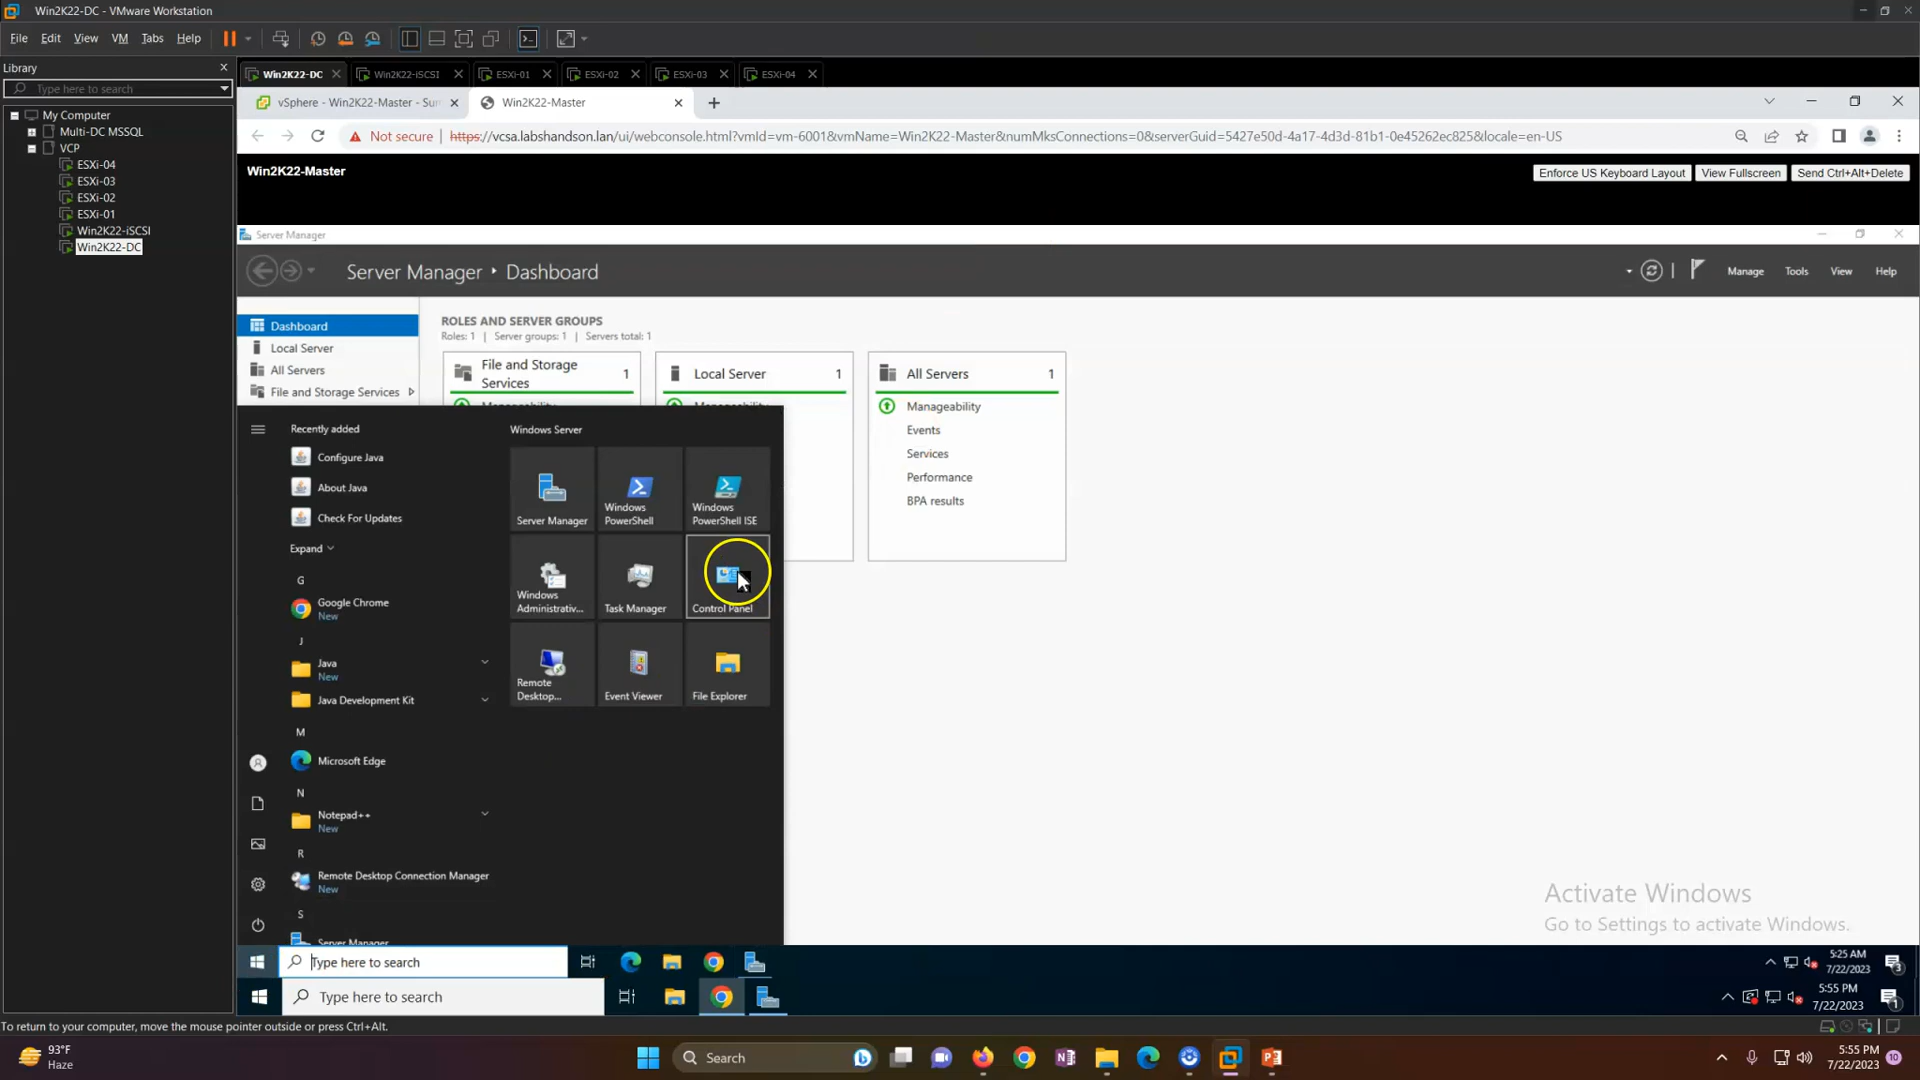 Win2K22-DC - VMware Workstation
File Edit View VM Tabs Help
Library
Type here to search
My Computer
Multi-DC MSSQL
VCP
ESXi-04
ESXi-03
ESXi-02
ESXi-01
Win2K22-iSCSI
Win2K22-DC
Win2K22-DC Win2K22-iSCSI ESXi-01 ESXi-02 ESXi-03 ESXi-04
vSphere - Win2K22-Master - Sum Win2K22-Master
Not secure https://vcsa.labshandson.lan/ui/webconsole.html?vmId=vm-6001&vmName=Win2K22-Master&numMksConnections=0&serverGuid=5427e50d-4a17-4d3d-81b1-0e45262ec825&locale=en-US
Win2K22-Master
Enforce US Keyboard Layout View Fullscreen Send Ctrl+Alt+Delete
Server Manager
Server Manager • Dashboard
Manage Tools View Help
Dashboard
Local Server
All Servers
File and Storage Services
ROLES AND SERVER GROUPS
Roles: 1 | Server groups: 1 | Servers total: 1
File and Storage
Services 1
Manageability
Local Server 1
Manageability
All Servers 1
Manageability
Events
Services
Performance
BPA results
Recently added
Configure Java
About Java
Check For Updates
Expand
G
Google Chrome
New
J
Java
New
Java Development Kit
M
Microsoft Edge
N
Notepad++
New
R
Remote Desktop Connection Manager
New
S
Server Manager
Windows Server
Server Manager
Windows
PowerShell
Windows
PowerShell ISE
Windows
Administrativ...
Task Manager
Control Panel
Remote
Desktop...
Event Viewer
File Explorer
Activate Windows
Go to Settings to activate Windows.
Type here to search
5:25 AM
7/22/2023
3
Type here to search
5:55 PM
7/22/2023
1
To return to your computer, move the mouse pointer outside or press Ctrl+Alt.
93°F
Haze
Search
5:55 PM
7/22/2023
10